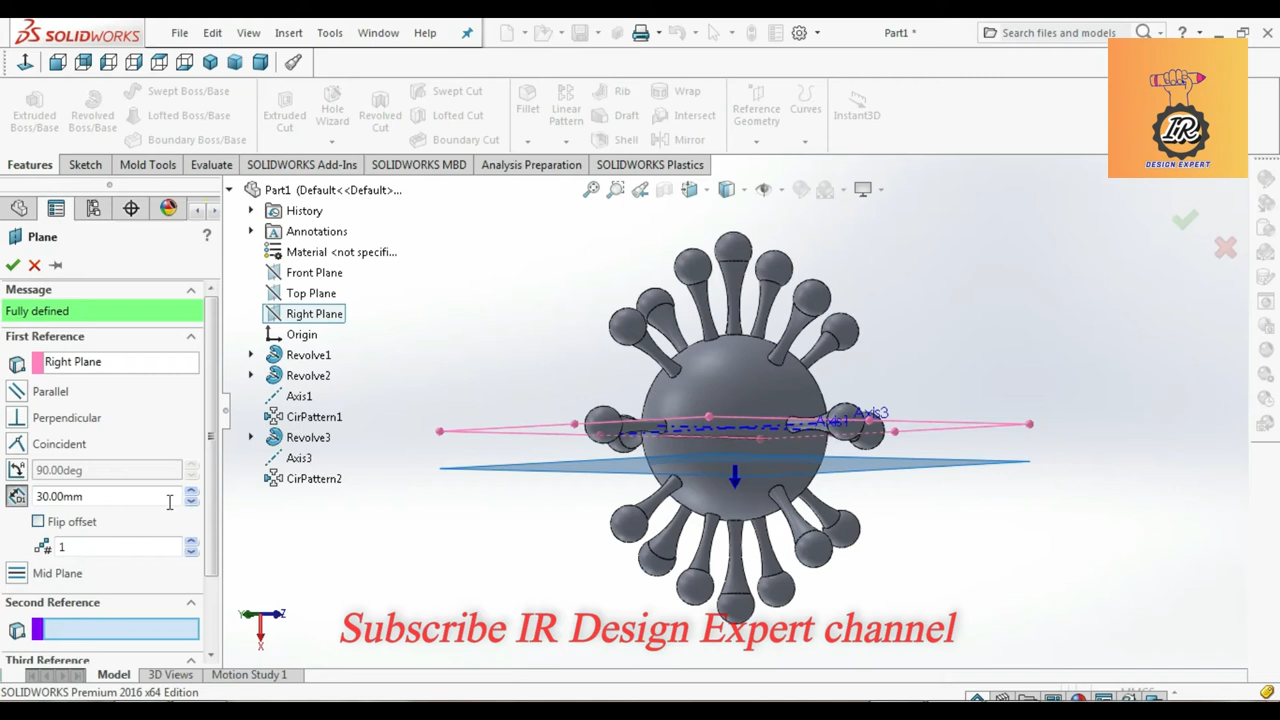 SOLIDWORKS File Edit View Insert Tools Window Help Part1 * Search files and models
Extruded Boss/Base Revolved Boss/Base Swept Boss/Base Lofted Boss/Base Boundary Boss/Base Extruded Cut Hole Wizard Revolved Cut Swept Cut Lofted Cut Boundary Cut Fillet Linear Pattern Rib Draft Shell Wrap Intersect Mirror Reference Geometry Curves Instant3D
IR
DESIGN EXPERT
Features Sketch Mold Tools Evaluate SOLIDWORKS Add-Ins SOLIDWORKS MBD Analysis Preparation SOLIDWORKS Plastics
Part1 (Default<<Default>...
History
Annotations
Material <not specifi...
Front Plane
Top Plane
Right Plane
Origin
Revolve1
Revolve2
Axis1
CirPattern1
Revolve3
Axis3
CirPattern2
Plane ?
Message
Fully defined
First Reference
Right Plane
Parallel
Perpendicular
Coincident
90.00deg
30.00mm
Flip offset
# 1
Mid Plane
Second Reference
Third Reference
Axis1 Axis3
Y Z
X
Subscribe IR Design Expert channel
Model 3D Views Motion Study 1
SOLIDWORKS Premium 2016 x64 Edition